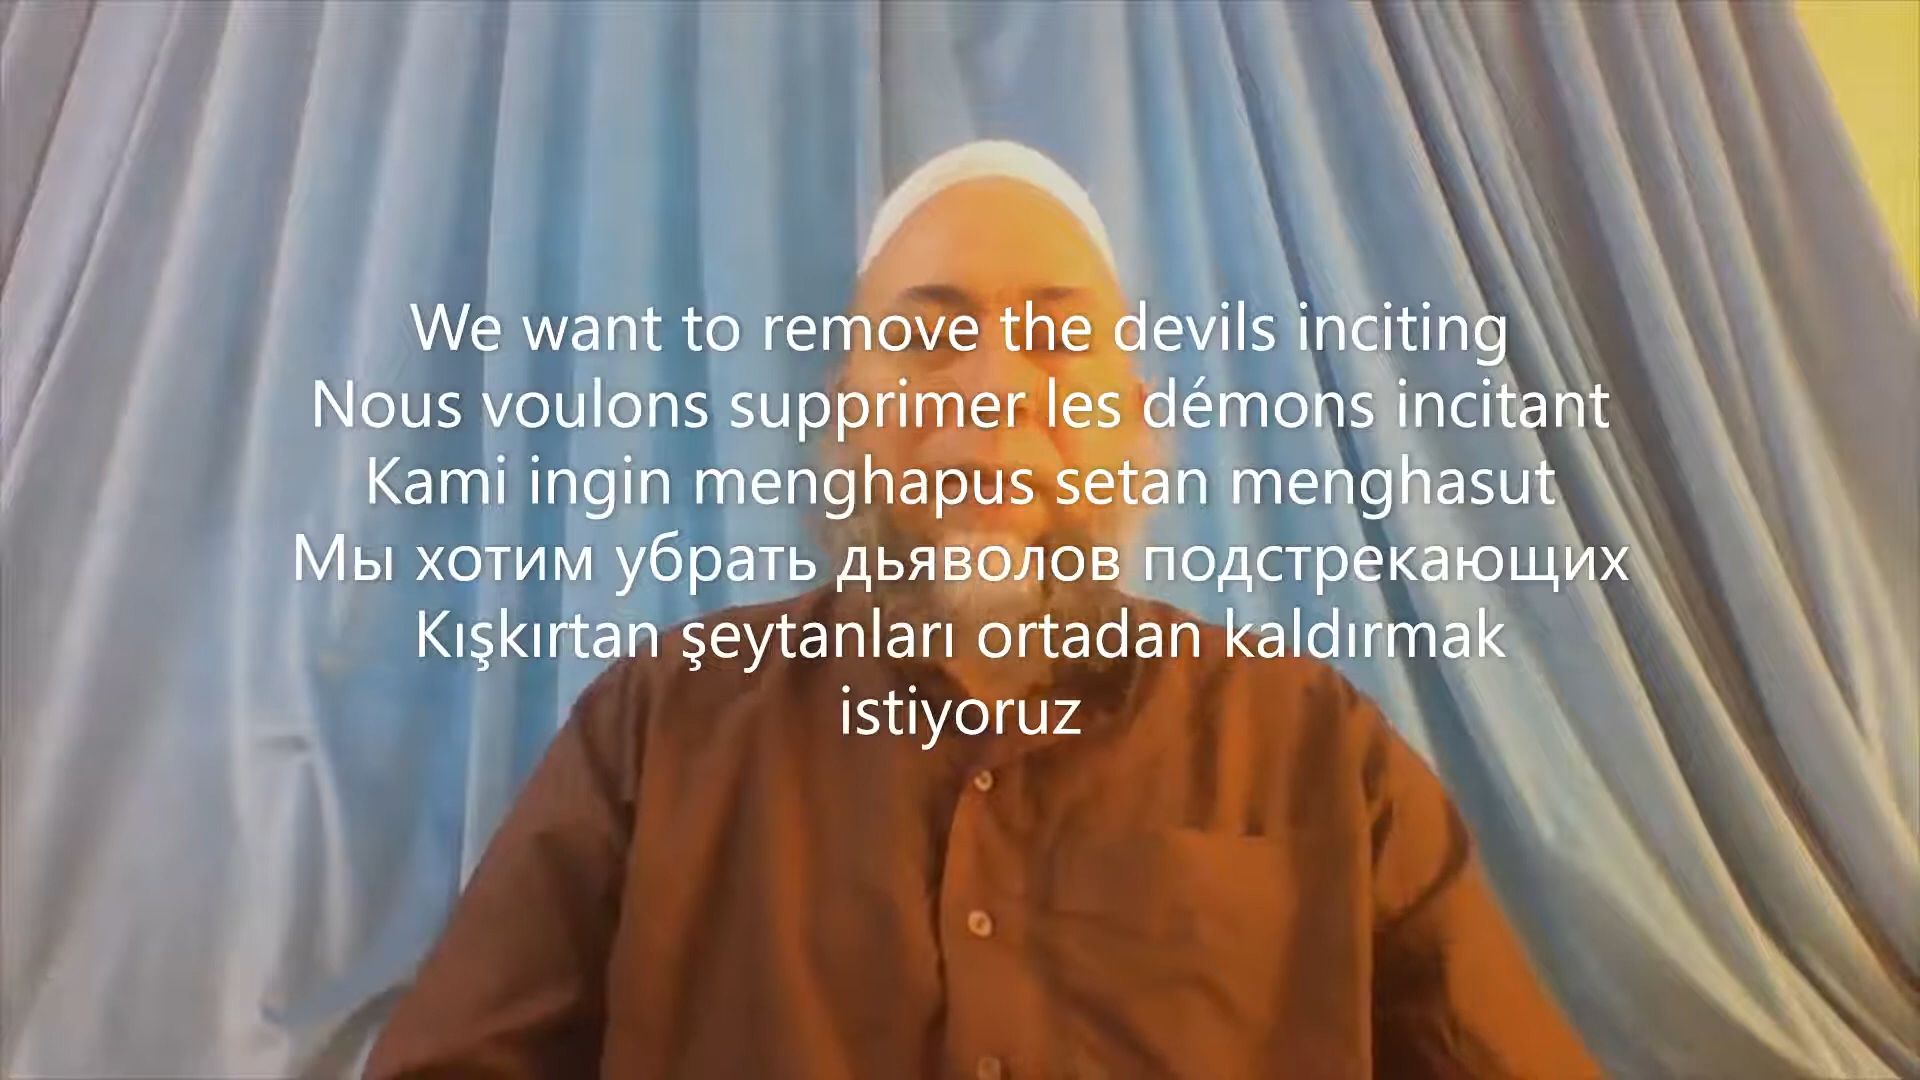 We want to remove the devils inciting
Nous voulons supprimer les démons incitant
Kami ingin menghapus setan menghasut
Мы хотим убрать дьяволов подстрекающих
Kışkırtan şeytanları ortadan kaldırmak
istiyoruz